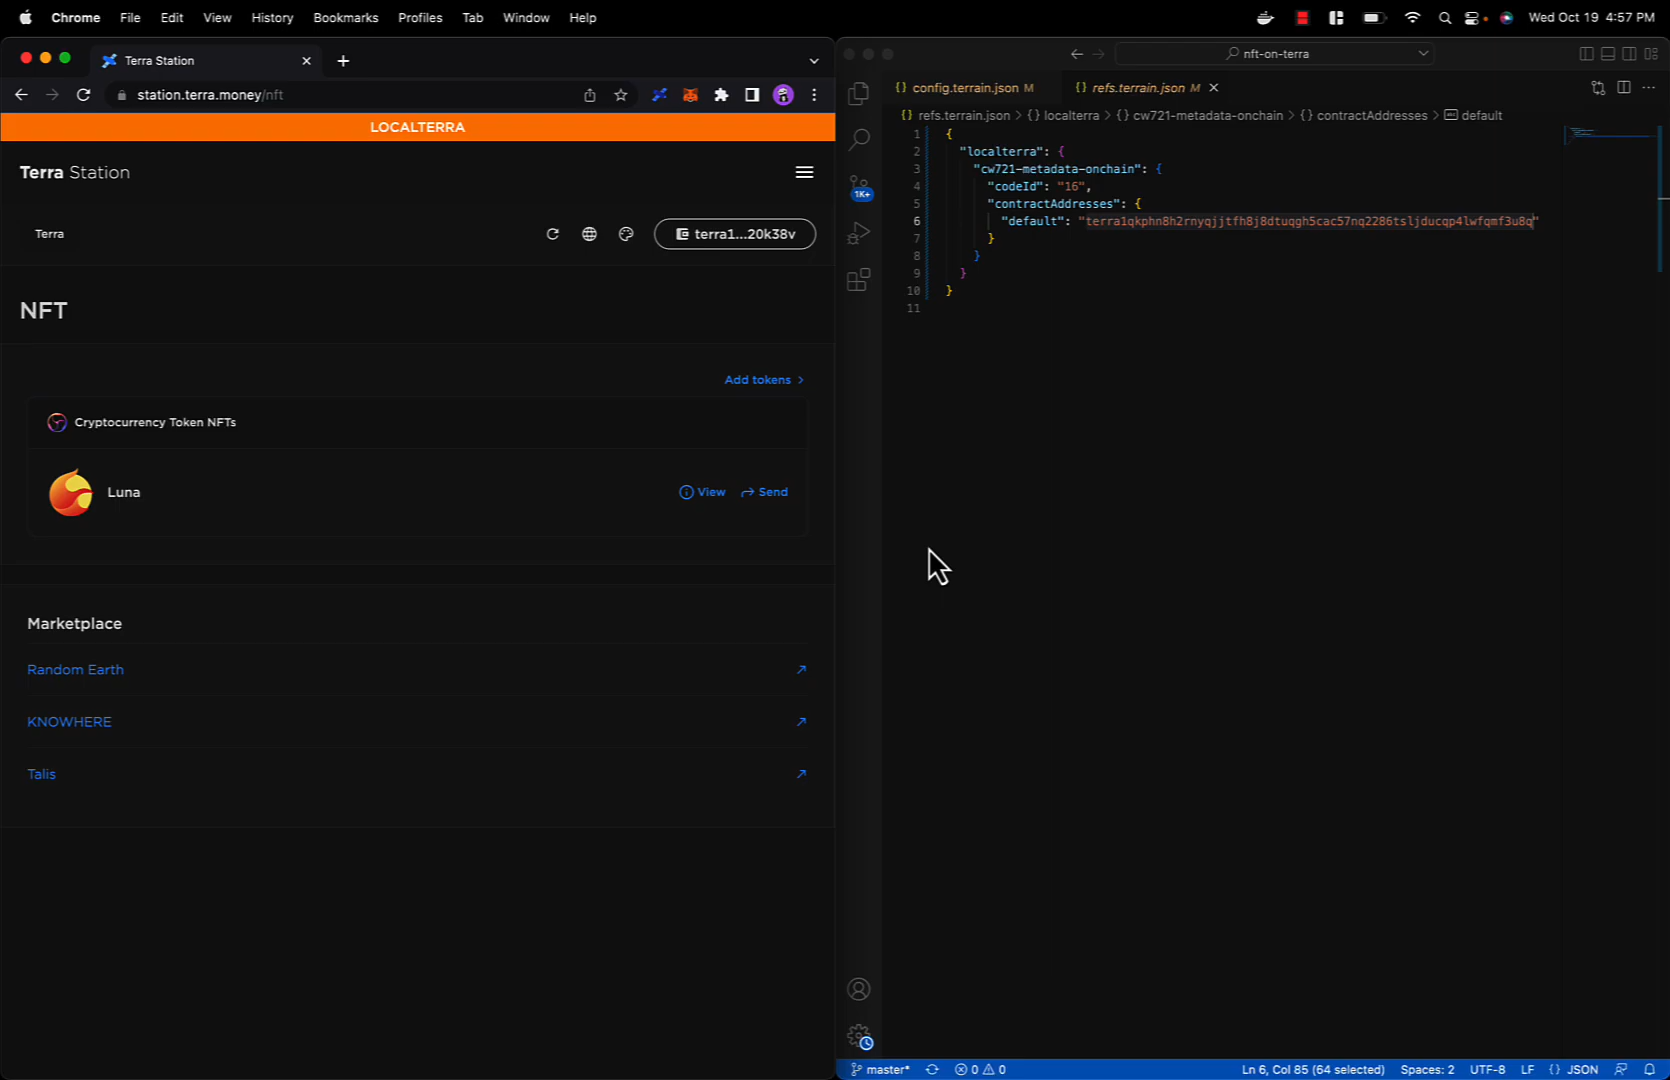 Chrome File Edit View History Bookmarks Profiles Tab Window Help
Wed Oct 19 4:57 PM
Terra Station
station.terra.money/nft
LOCALTERRA
Terra Station
Terra
terra1...20k38v
NFT
Add tokens
Cryptocurrency Token NFTs
Luna
View Send
Marketplace
Random Earth
KNOWHERE
Talis
nft-on-terra
{} config.terrain.json M {} refs.terrain.json M
{} refs.terrain.json > {} localterra > {} cw721-metadata-onchain > {} contractAddresses > default
1K+
1 {
2 "localterra": {
3 "cw721-metadata-onchain": {
4 "codeId": "16",
5 "contractAddresses": {
6 "default": "terra1qkphn8h2rnyqjjtfh8j8dtuqgh5cac57nq2286tsljducqp4lwfqmf3u8q"
7 }
8 }
9 }
10 }
11
master* 0 0 Ln 6, Col 85 (64 selected) Spaces: 2 UTF-8 LF {} JSON